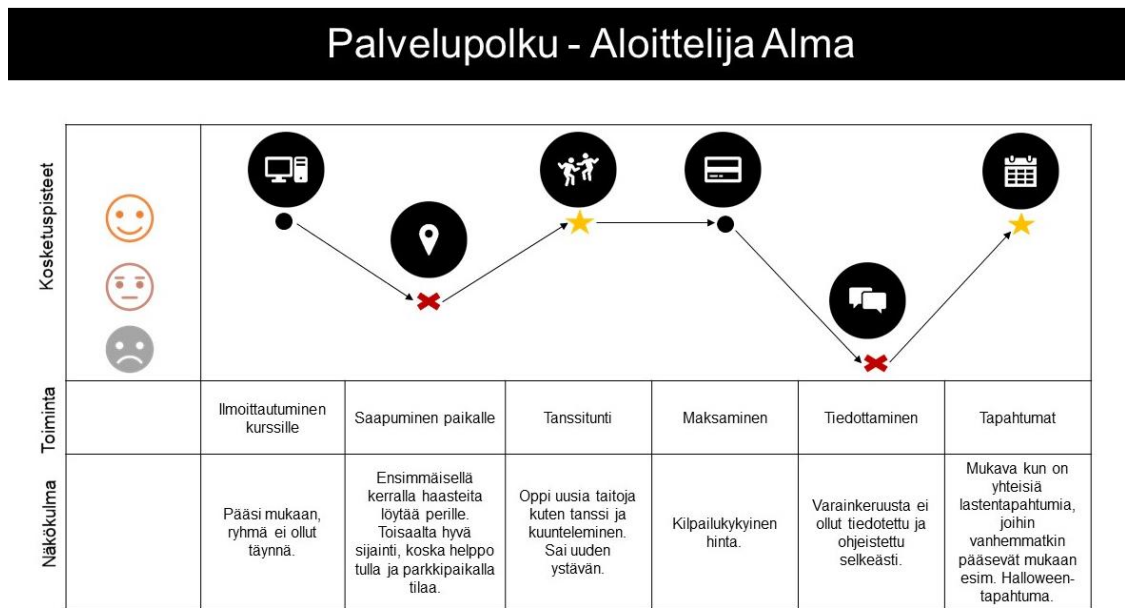 Palvelupolku - Aloittelija Alma
Kosketuspisteet
Toiminta
Ilmoittautuminen
kurssille
Saapuminen paikalle
Tanssitunti
Maksaminen
Tiedottaminen
Tapahtumat
Näkökulma
Pääsi mukaan,
ryhmä ei ollut
täynnä.
Ensimmäisellä
kerralla haasteita
löytää perille.
Toisaalta hyvä
sijainti, koska helppo
tulla ja parkkipaikalla
tilaa.
Oppi uusia taitoja
kuten tanssi ja
kuunteleminen.
Sai uuden
ystävän.
Kilpailukykyinen
hinta.
Varainkeruusta ei
ollut tiedotettu ja
ohjeistettu
selkeästi.
Mukava kun on
yhteisiä
lastentapahtumia,
joihin
vanhemmatkin
pääsevät mukaan
esim. Halloween-
tapahtuma.